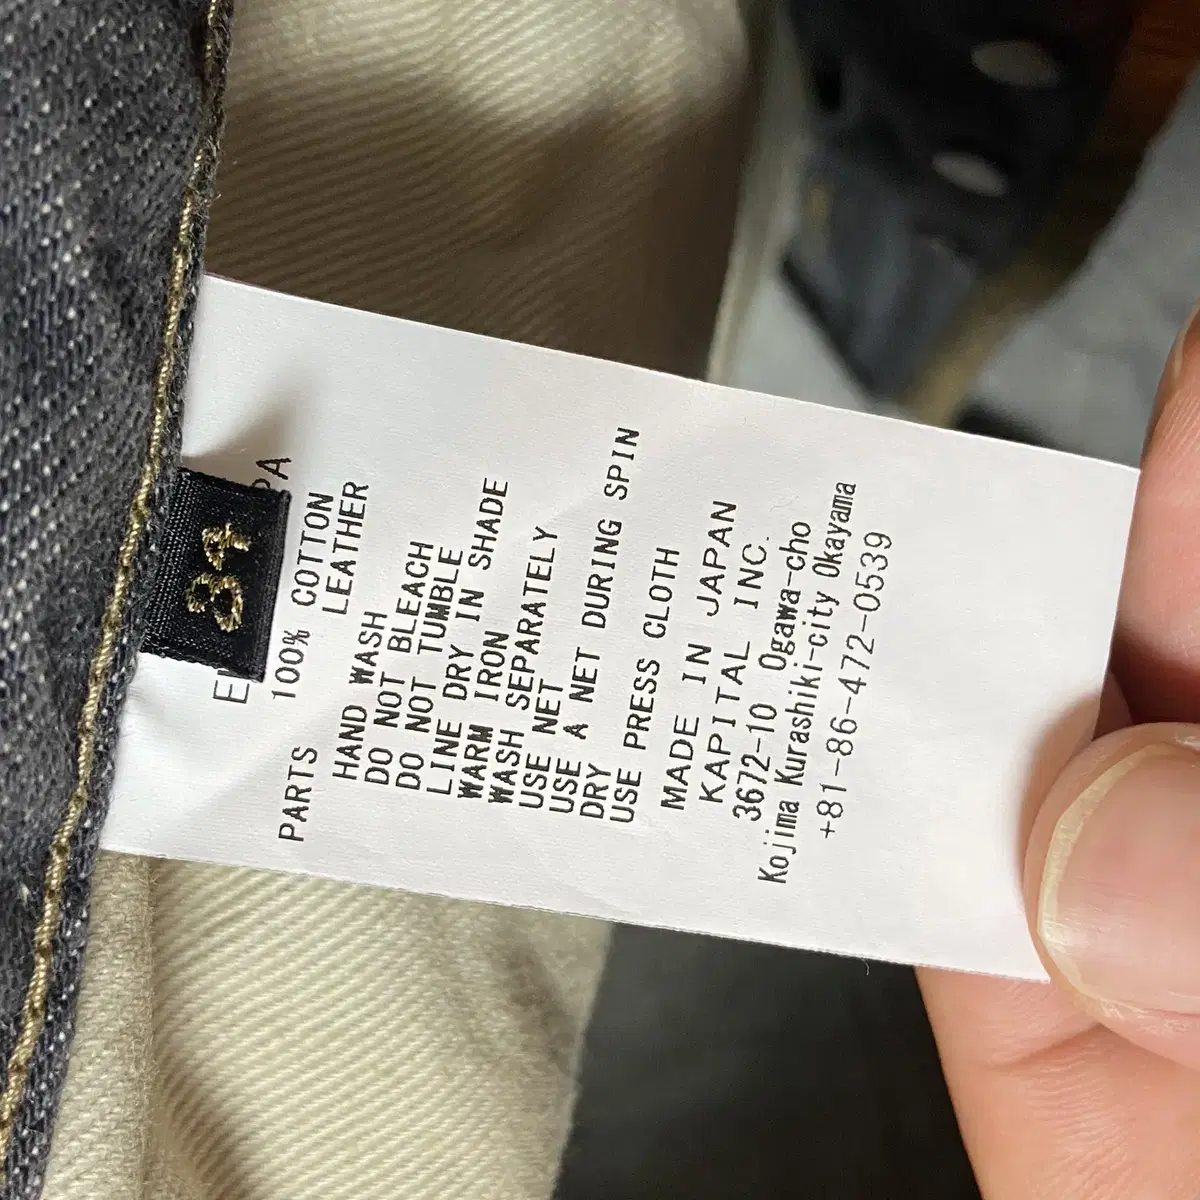 34
100% COTTON
PARTS LEATHER
HAND WASH
DO NOT BLEACH
DO NOT TUMBLE
LINE DRY IN SHADE
WARM IRON
WASH SEPARATELY
USE NET
USE A NET DURING SPIN
DRY
USE PRESS CLOTH
MADE IN JAPAN
KAPITAL INC.
3672-10 Ogawa-cho
Kojima Kurashiki-city Okayama
+81-86-472-0539